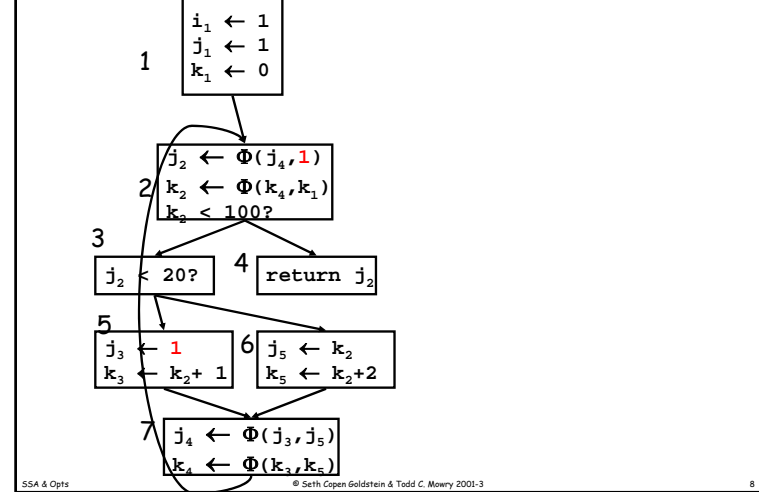 1
i₁ ← 1
j₁ ← 1
k₁ ← 0
2
j₂ ← Φ(j₄,1)
k₂ ← Φ(k₄,k₁)
k₂ < 100?
3
j₂ < 20?
4
return j₂
5
j₃ ← 1
k₃ ← k₂+ 1
6
j₅ ← k₂
k₅ ← k₂+2
7
j₄ ← Φ(j₃,j₅)
k₄ ← Φ(k₃,k₅)
SSA & Opts
© Seth Copen Goldstein & Todd C. Mowry 2001-3
8